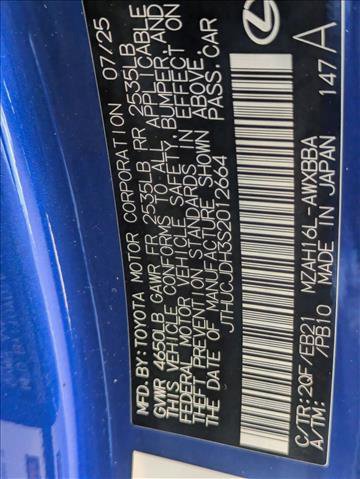 MFD. BY: TOYOTA MOTOR CORPORATION 07/25
GVWR 4650LB GAWR FR 2535LB RR 2535LB
THIS VEHICLE CONFORMS TO ALL APPLICABLE
FEDERAL MOTOR VEHICLE SAFETY, BUMPER, AND
THEFT PREVENTION STANDARDS IN EFFECT ON
THE DATE OF MANUFACTURE SHOWN ABOVE.
JTHUCJDH3S2012664 PASS. CAR
C/TR: 2QF /EB21 MZAH16L-AWXBBA
A/TM: /PB10 MADE IN JAPAN 147A